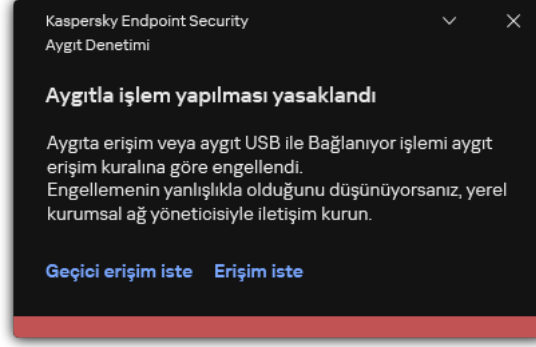 Kaspersky Endpoint Security
Aygıt Denetimi
Aygıtla işlem yapılması yasaklandı
Aygıta erişim veya aygıt USB ile Bağlanıyor işlemi aygıt
erişim kuralına göre engellendi.
Engellemenin yanlışlıkla olduğunu düşünüyorsanız, yerel
kurumsal ağ yöneticisiyle iletişim kurun.
Geçici erişim iste Erişim iste